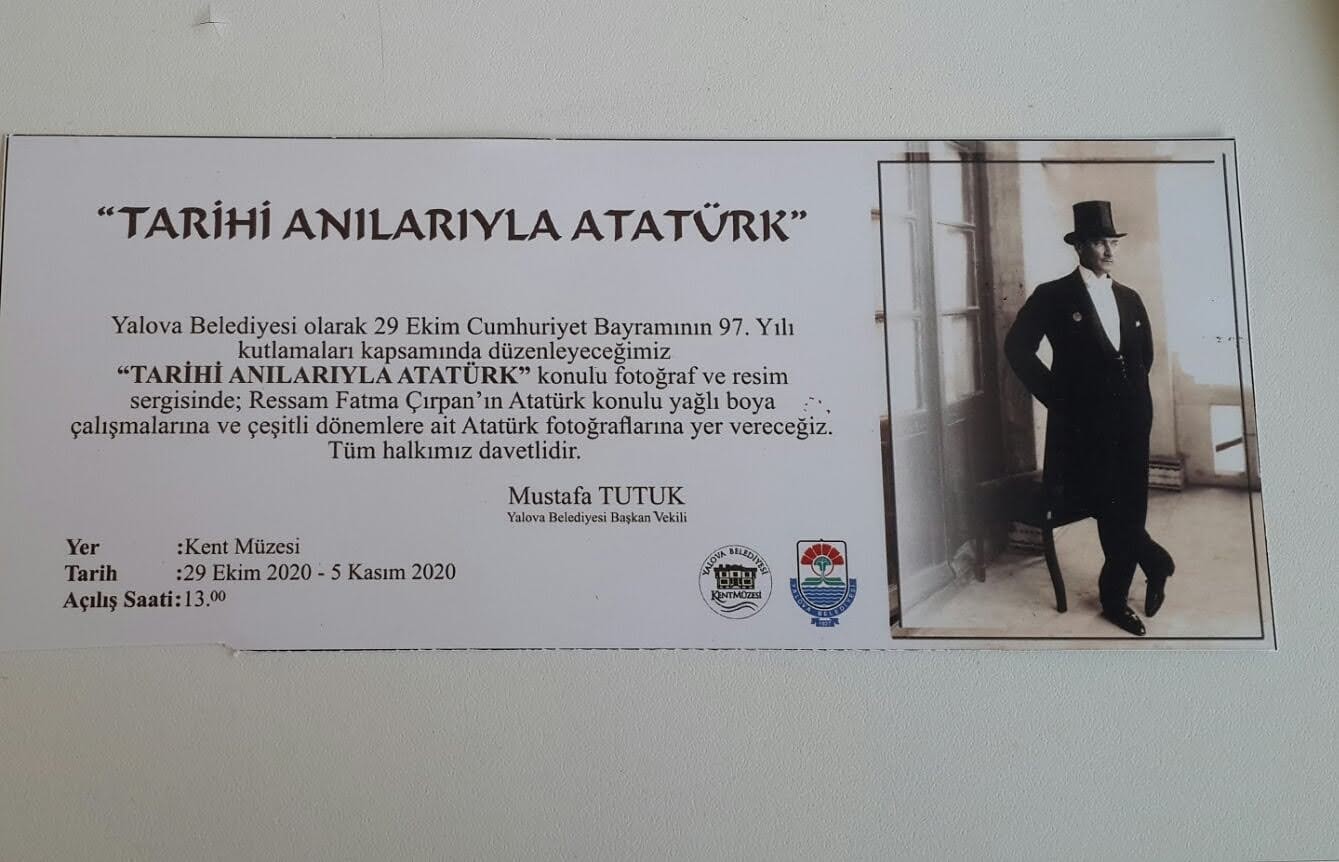 “TARİHİ ANILARIYLA ATATÜRK”
Yalova Belediyesi olarak 29 Ekim Cumhuriyet Bayramının 97. Yılı
kutlamaları kapsamında düzenleyeceğimiz
“TARİHİ ANILARIYLA ATATÜRK” konulu fotoğraf ve resim
sergisinde; Ressam Fatma Çırpan’ın Atatürk konulu yağlı boya
çalışmalarına ve çeşitli dönemlere ait Atatürk fotoğraflarına yer vereceğiz.
Tüm halkımız davetlidir.
Mustafa TUTUK
Yalova Belediyesi Başkan Vekili
Yer :Kent Müzesi
Tarih :29 Ekim 2020 - 5 Kasım 2020
Açılış Saati:13.00
YALOVA BELEDİYESİ
KENT MÜZESİ
YALOVA BELEDİYESİ